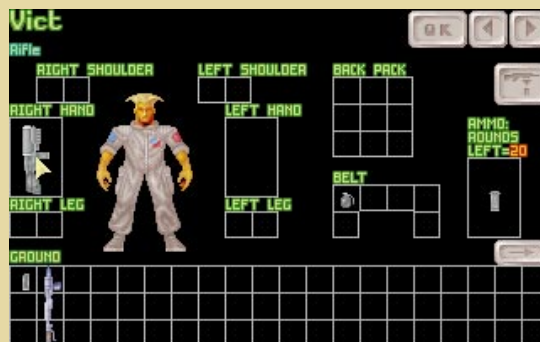 Vict
OK
Rifle
RIGHT SHOULDER
LEFT SHOULDER
BACK PACK
RIGHT HAND
LEFT HAND
AMMO:
ROUNDS
LEFT=20
BELT
RIGHT LEG
LEFT LEG
GROUND